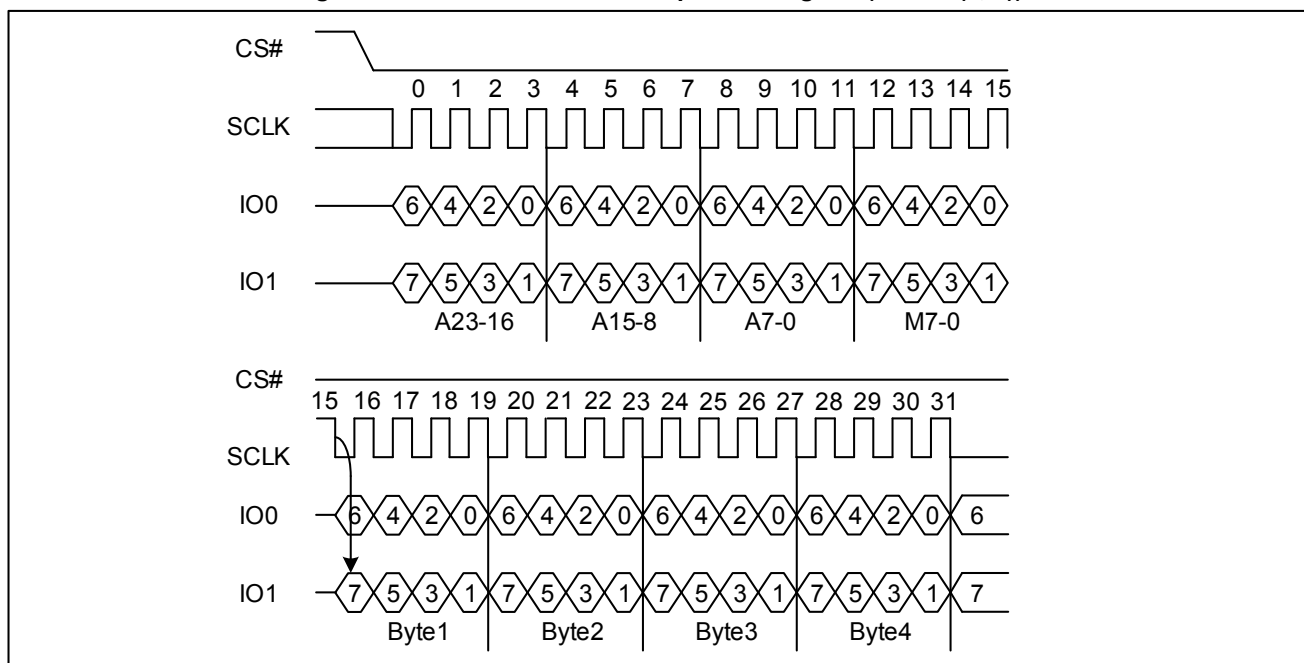 CS#
0 1 2 3 4 5 6 7 8 9 10 11 12 13 14 15
SCLK
IO0 6 4 2 0 6 4 2 0 6 4 2 0 6 4 2 0
IO1 7 5 3 1 7 5 3 1 7 5 3 1 7 5 3 1
A23-16 A15-8 A7-0 M7-0
CS#
15 16 17 18 19 20 21 22 23 24 25 26 27 28 29 30 31
SCLK
IO0 6 4 2 0 6 4 2 0 6 4 2 0 6 4 2 0 6
IO1 7 5 3 1 7 5 3 1 7 5 3 1 7 5 3 1 7
Byte1 Byte2 Byte3 Byte4